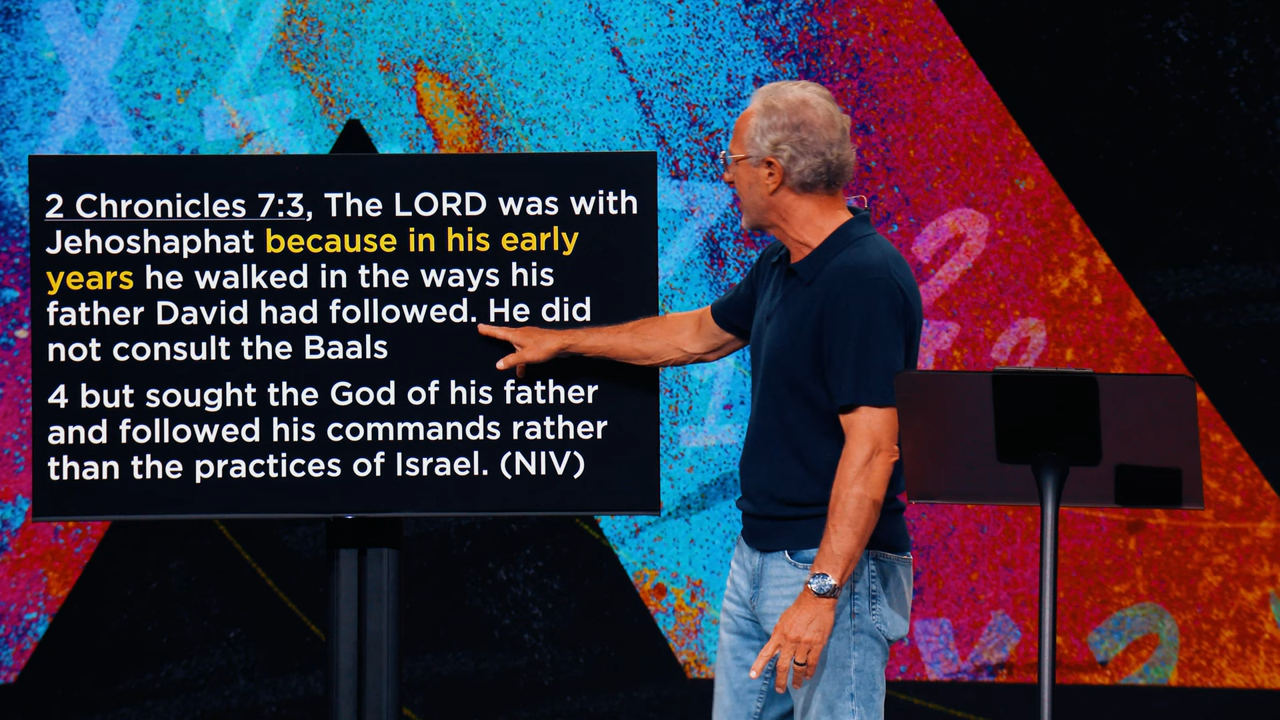 2 Chronicles 7:3, The LORD was with
Jehoshaphat because in his early
years he walked in the ways his
father David had followed. He did
not consult the Baals
4 but sought the God of his father
and followed his commands rather
than the practices of Israel. (NIV)